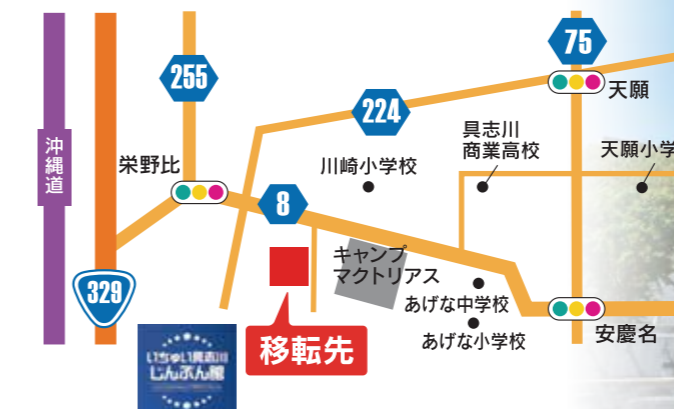 沖縄道
329
255
栄野比
224
75
天願
具志川
商業高校
天願小学
川崎小学校
8
キャンプ
マクトリアス
あげな中学校
あげな小学校
安慶名
移転先
いちゅい具志川
じんぶん館